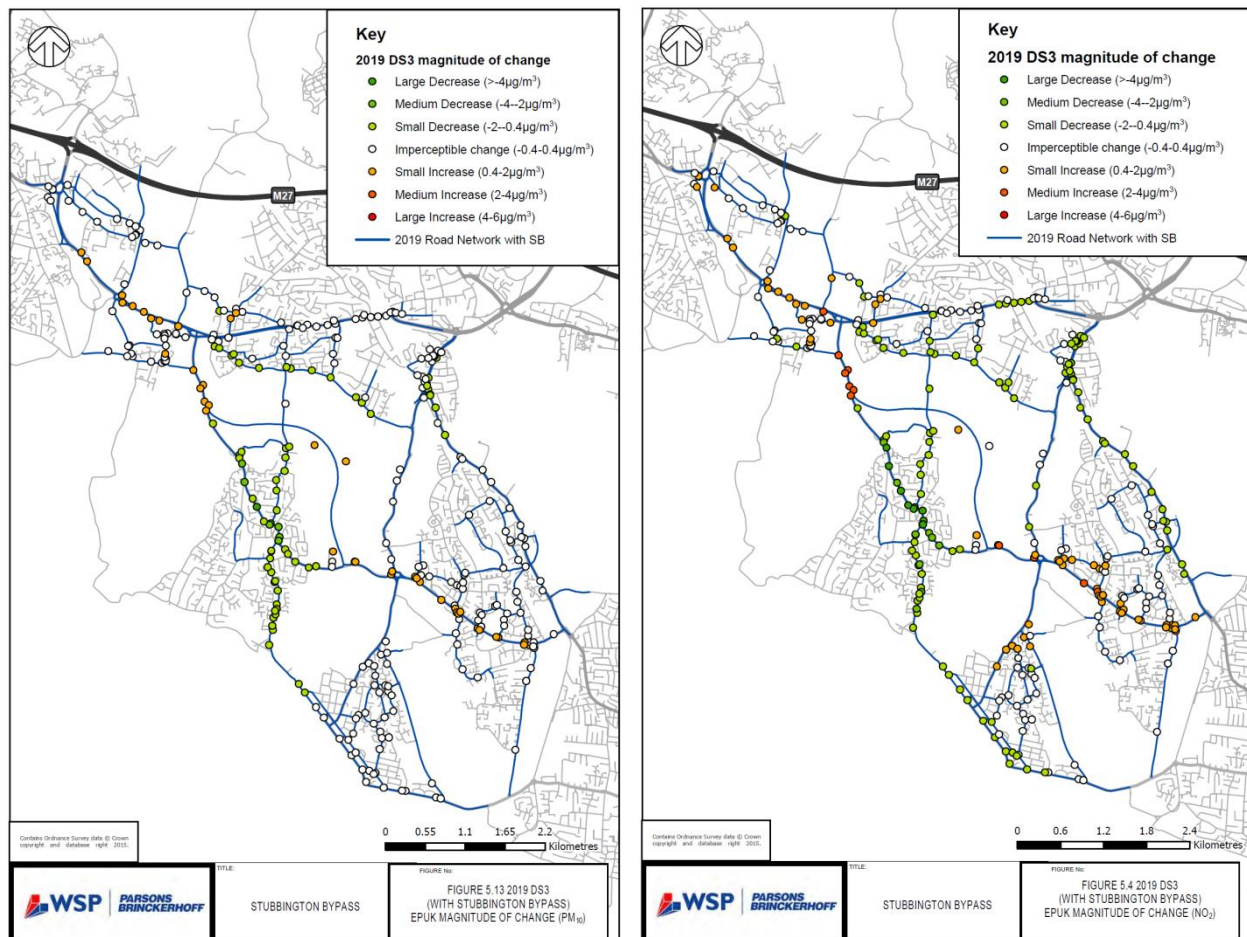 Key
2019 DS3 magnitude of change
Large Decrease (>-4µg/m³)
Medium Decrease (-4--2µg/m³)
Small Decrease (-2--0.4µg/m³)
Imperceptible change (-0.4-0.4µg/m³)
Small Increase (0.4-2µg/m³)
Medium Increase (2-4µg/m³)
Large Increase (4-6µg/m³)
2019 Road Network with SB
M27
0 0.55 1.1 1.65 2.2
Kilometres
Contains Ordnance Survey data © Crown
copyright and database right 2015.
WSP PARSONS
BRINCKERHOFF
TITLE:
STUBBINGTON BYPASS
FIGURE No:
FIGURE 5.13 2019 DS3
(WITH STUBBINGTON BYPASS)
EPUK MAGNITUDE OF CHANGE (PM₁₀)
Key
2019 DS3 magnitude of change
Large Decrease (>-4µg/m³)
Medium Decrease (-4--2µg/m³)
Small Decrease (-2--0.4µg/m³)
Imperceptible change (-0.4-0.4µg/m³)
Small Increase (0.4-2µg/m³)
Medium Increase (2-4µg/m³)
Large Increase (4-6µg/m³)
2019 Road Network with SB
M27
0 0.6 1.2 1.8 2.4
Kilometres
Contains Ordnance Survey data © Crown
copyright and database right 2015.
WSP PARSONS
BRINCKERHOFF
TITLE:
STUBBINGTON BYPASS
FIGURE No:
FIGURE 5.4 2019 DS3
(WITH STUBBINGTON BYPASS)
EPUK MAGNITUDE OF CHANGE (NO₂)